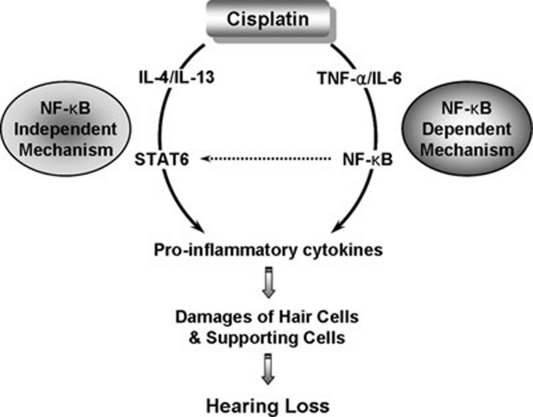 Cisplatin
IL-4/IL-13
TNF-α/IL-6
NF-κB
Independent
Mechanism
NF-κB
Dependent
Mechanism
STAT6
NF-κB
Pro-inflammatory cytokines
Damages of Hair Cells
& Supporting Cells
Hearing Loss